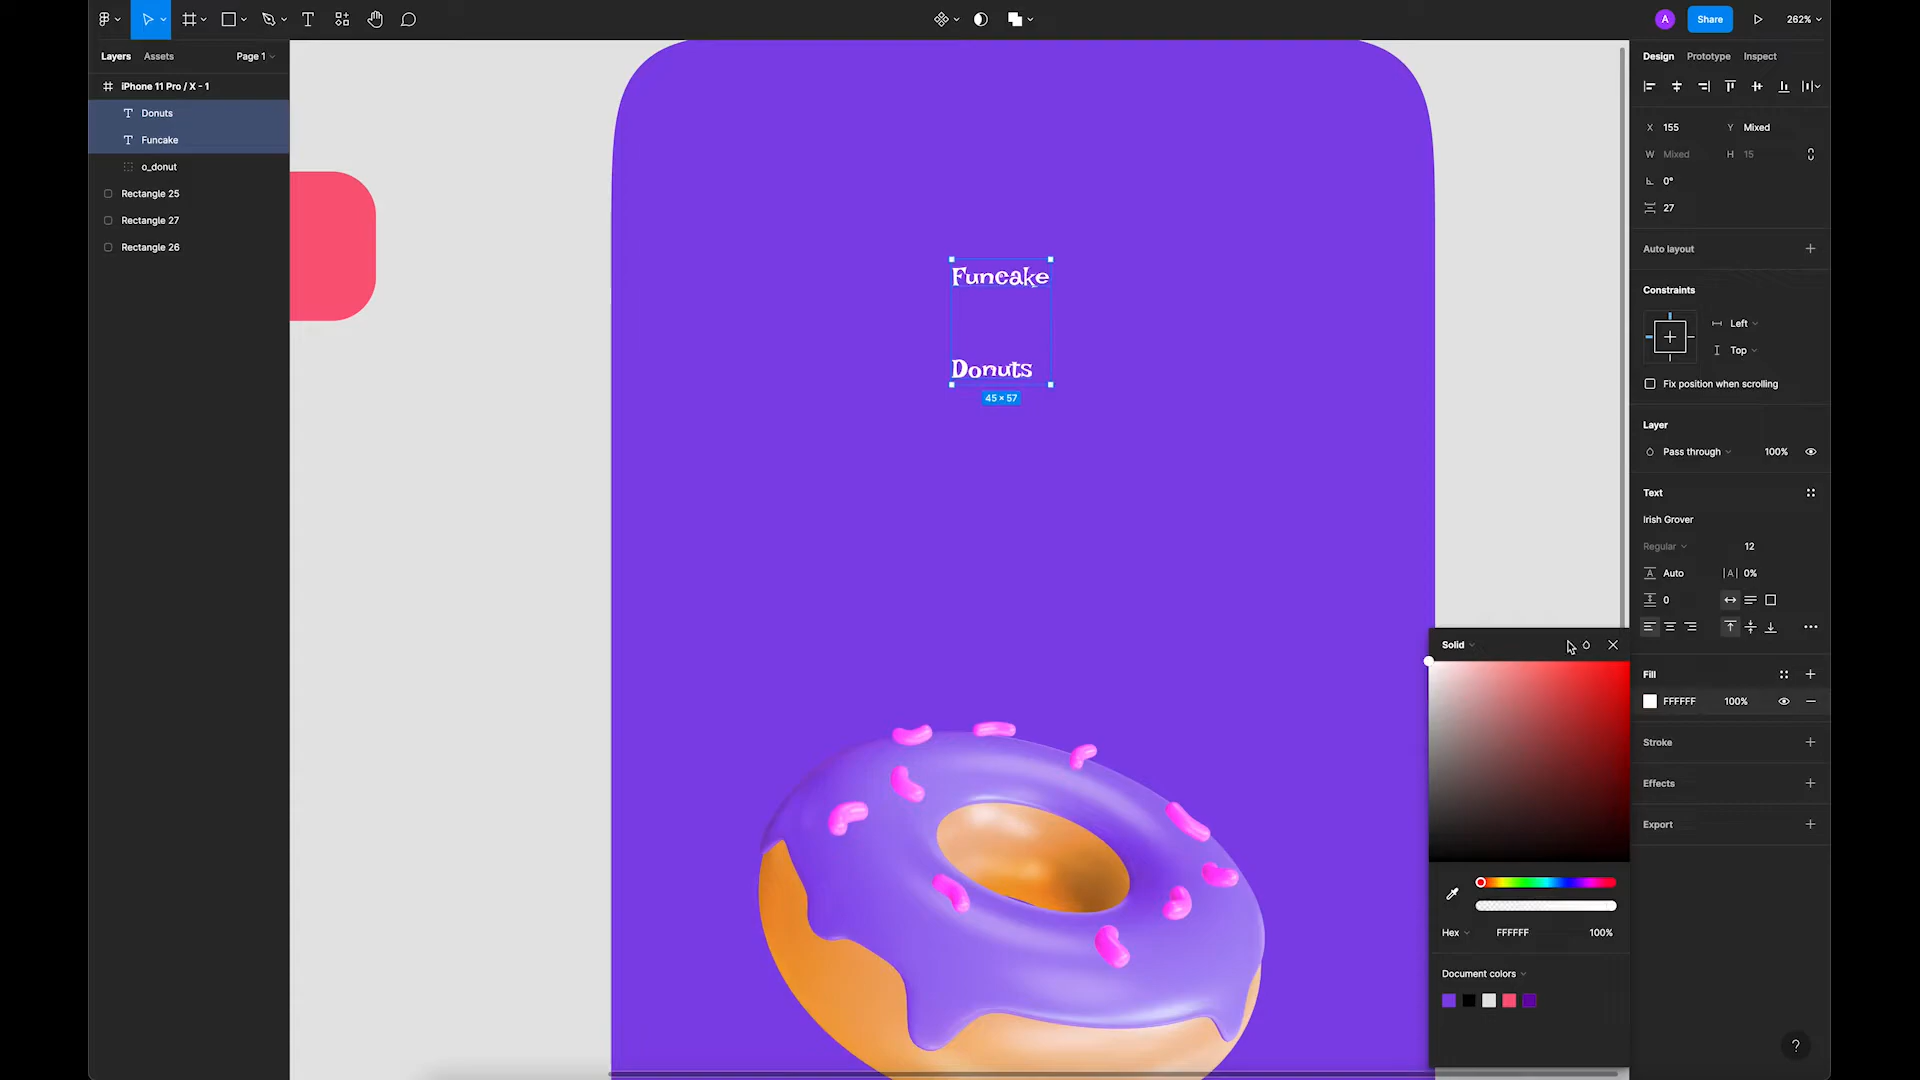 A
Share
262%
Layers
Assets
Page 1
iPhone 11 Pro / X - 1
Donuts
Funcake
o_donut
Rectangle 25
Rectangle 27
Rectangle 26
Funcake
Donuts
45 × 57
Design
Prototype
Inspect
X
155
Y
Mixed
W
Mixed
H
15
0°
27
Auto layout
Constraints
Left
Top
Fix position when scrolling
Layer
Pass through
100%
Text
Irish Grover
Regular
12
Auto
|A|
0%
0
Fill
FFFFFF
100%
Stroke
Effects
Export
Solid
Hex
FFFFFF
100%
Document colors
?